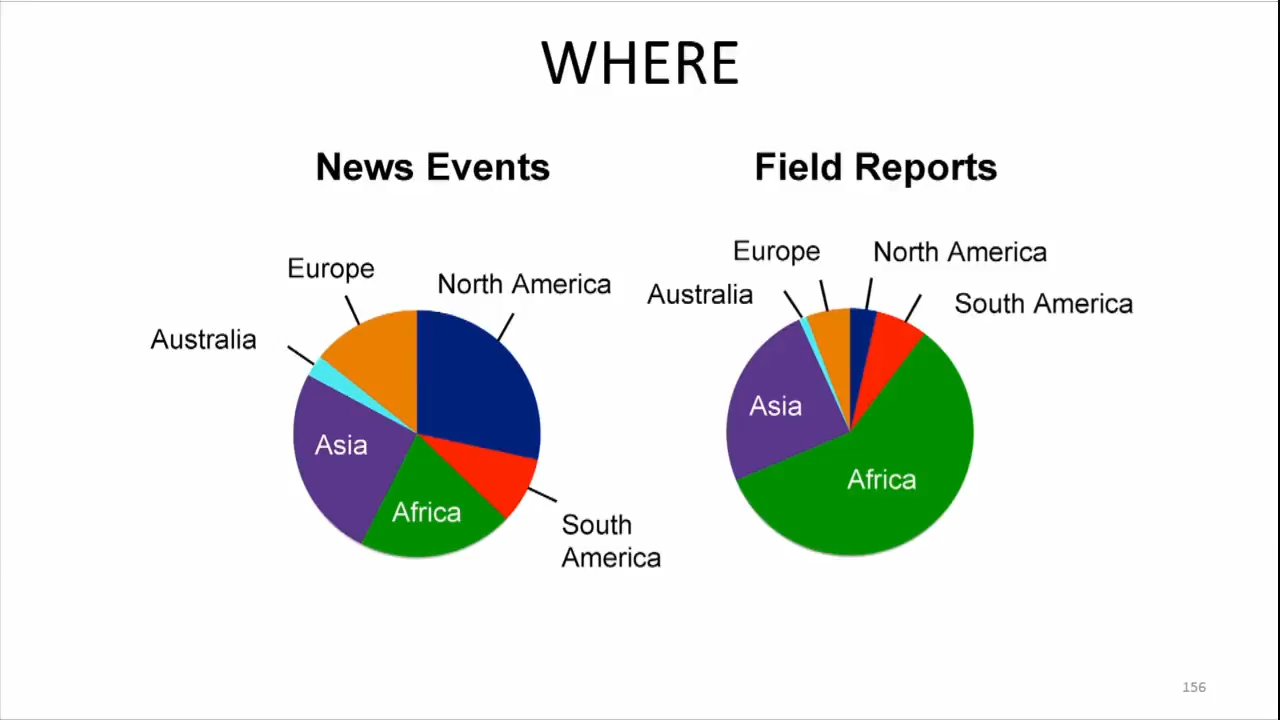 WHERE
News Events
Europe
North America
Australia
Asia
Africa
South
America
Field Reports
Europe
North America
Australia
South America
Asia
Africa
156